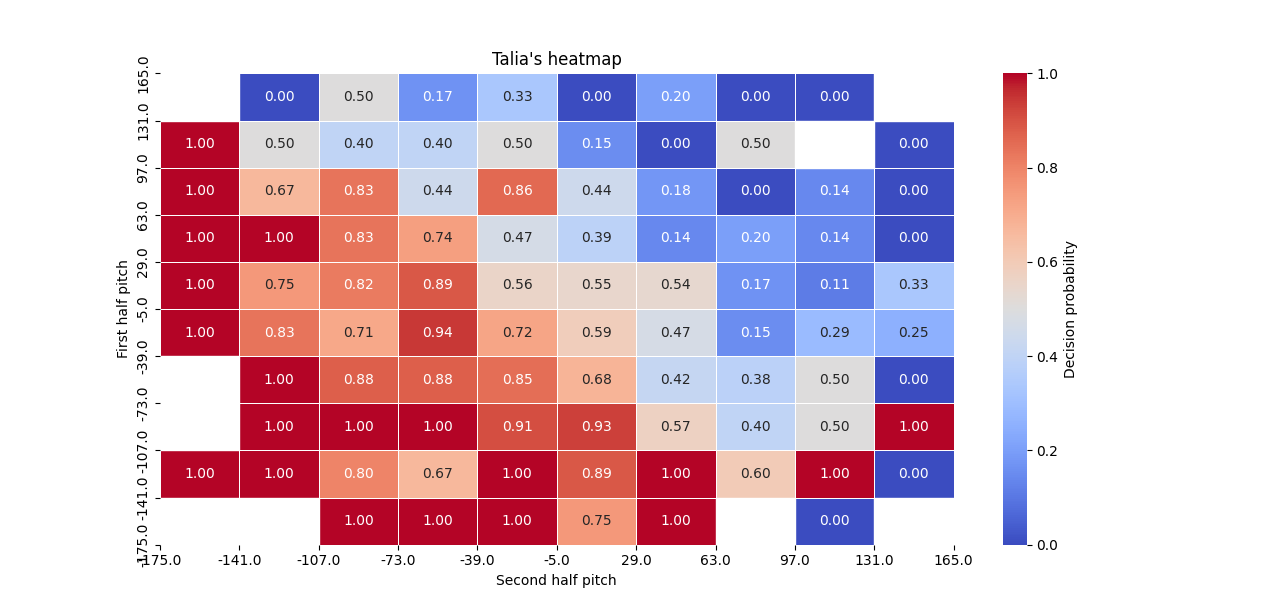 Talia's heatmap
165.0
0.00 0.50 0.17 0.33 0.00 0.20 0.00 0.00
131.0
1.00 0.50 0.40 0.40 0.50 0.15 0.00 0.50 0.00
97.0
1.00 0.67 0.83 0.44 0.86 0.44 0.18 0.00 0.14 0.00
63.0
1.00 1.00 0.83 0.74 0.47 0.39 0.14 0.20 0.14 0.00
29.0
1.00 0.75 0.82 0.89 0.56 0.55 0.54 0.17 0.11 0.33
-5.0
1.00 0.83 0.71 0.94 0.72 0.59 0.47 0.15 0.29 0.25
-39.0
1.00 0.88 0.88 0.85 0.68 0.42 0.38 0.50 0.00
-73.0
1.00 1.00 1.00 0.91 0.93 0.57 0.40 0.50 1.00
-107.0
1.00 1.00 0.80 0.67 1.00 0.89 1.00 0.60 1.00 0.00
-141.0
1.00 1.00 1.00 0.75 1.00 0.00
-175.0
First half pitch
-175.0 -141.0 -107.0 -73.0 -39.0 -5.0 29.0 63.0 97.0 131.0 165.0
Second half pitch
1.0
0.8
0.6
0.4
0.2
0.0
Decision probability